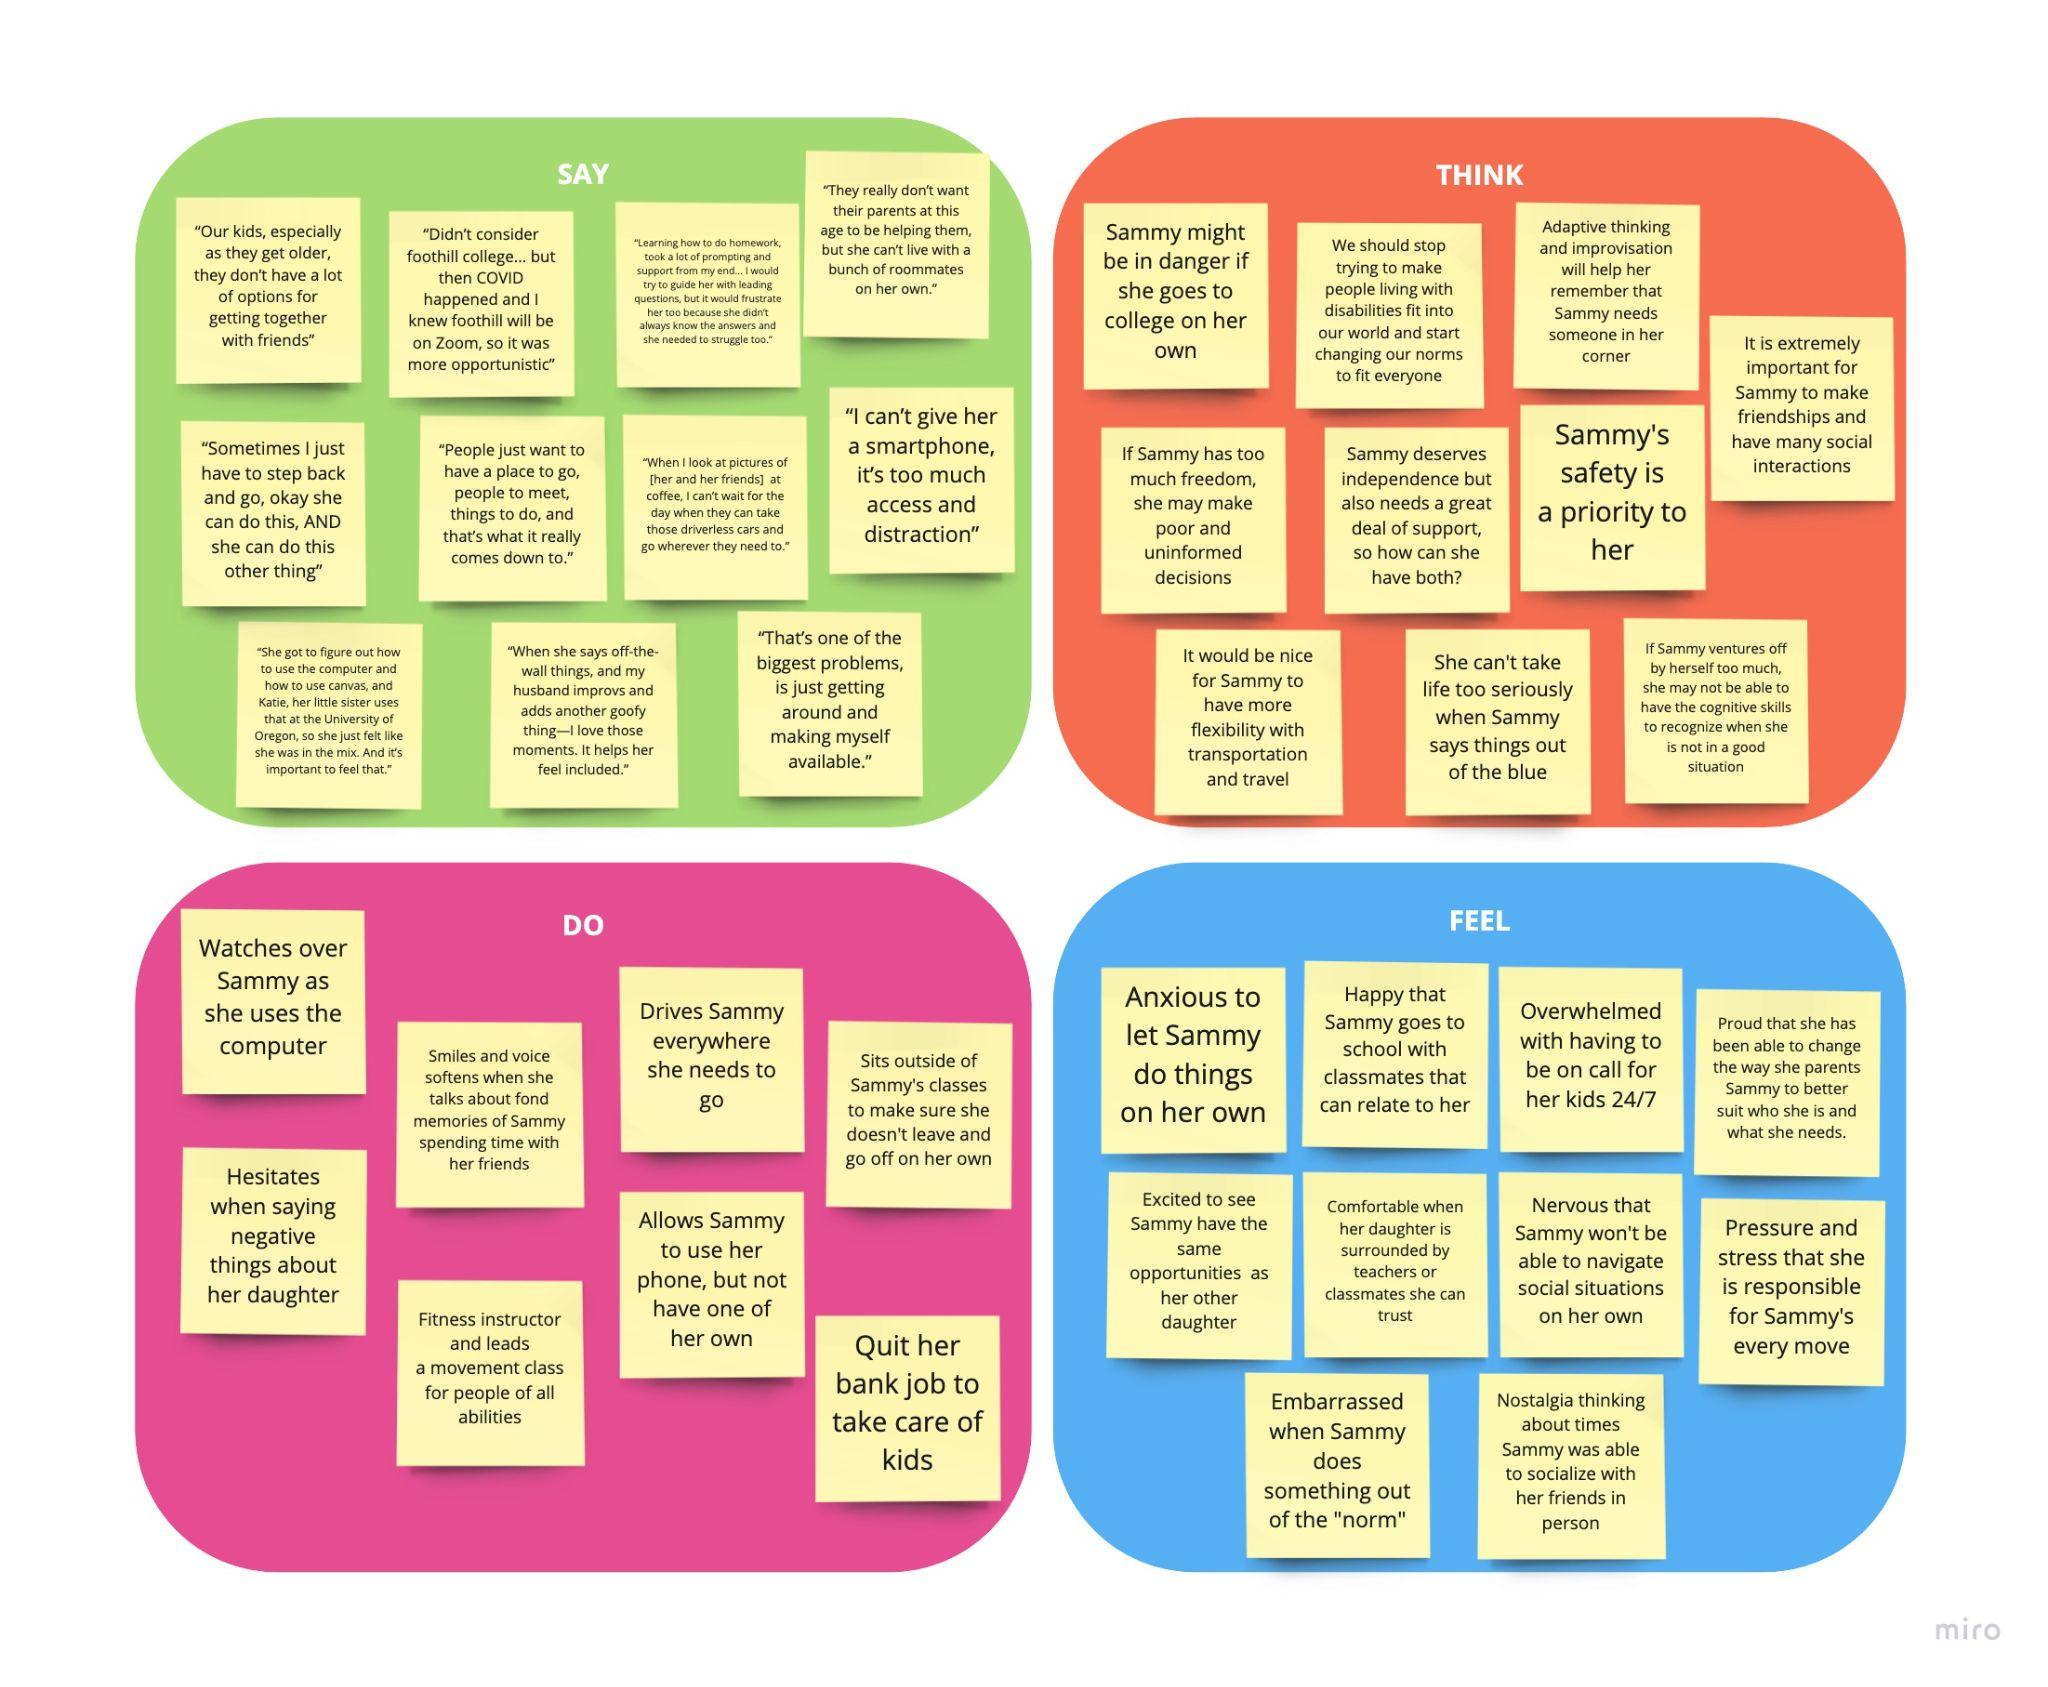 SAY
“Our kids, especially
as they get older,
they don’t have a lot
of options for
getting together
with friends”
“Didn’t consider
foothill college... but
then COVID
happened and I
knew foothill will be
on Zoom, so it was
more opportunistic”
“Learning how to do homework,
took a lot of prompting and
support from my end... I would
try to guide her with leading
questions, but it would frustrate
her too because she didn’t
always know the answers and
she needed to struggle too.”
“They really don’t want
their parents at this
age to be helping them,
but she can’t live with a
bunch of roommates
on her own.”
“Sometimes I just
have to step back
and go, okay she
can do this, AND
she can do this
other thing”
“People just want to
have a place to go,
people to meet,
things to do, and
that’s what it really
comes down to.”
“When I look at pictures of
[her and her friends]  at
coffee, I can’t wait for the
day when they can take
those driverless cars and
go wherever they need to.”
“I can’t give her
a smartphone,
it’s too much
access and
distraction”
“She got to figure out how
to use the computer and
how to use canvas, and
Katie, her little sister uses
that at the University of
Oregon, so she just felt like
she was in the mix. And it’s
important to feel that.”
“When she says off-the-
wall things, and my
husband improvs and
adds another goofy
thing—I love those
moments. It helps her
feel included.”
“That’s one of the
biggest problems,
is just getting
around and
making myself
available.”
THINK
Sammy might
be in danger if
she goes to
college on her
own
We should stop
trying to make
people living with
disabilities fit into
our world and start
changing our norms
to fit everyone
Adaptive thinking
and improvisation
will help her
remember that
Sammy needs
someone in her
corner
It is extremely
important for
Sammy to make
friendships and
have many social
interactions
If Sammy has too
much freedom,
she may make
poor and
uninformed
decisions
Sammy deserves
independence but
also needs a great
deal of support,
so how can she
have both?
Sammy's
safety is
a priority to
her
It would be nice
for Sammy to
have more
flexibility with
transportation
and travel
She can't take
life too seriously
when Sammy
says things out
of the blue
If Sammy ventures off
by herself too much,
she may not be able to
have the cognitive skills
to recognize when she
is not in a good
situation
DO
Watches over
Sammy as
she uses the
computer
Smiles and voice
softens when she
talks about fond
memories of Sammy
spending time with
her friends
Drives Sammy
everywhere
she needs to
go
Sits outside of
Sammy's classes
to make sure she
doesn't leave and
go off on her own
Hesitates
when saying
negative
things about
her daughter
Fitness instructor
and leads
a movement class
for people of all
abilities
Allows Sammy
to use her
phone, but not
have one of
her own
Quit her
bank job to
take care of
kids
FEEL
Anxious to
let Sammy
do things
on her own
Happy that
Sammy goes to
school with
classmates that
can relate to her
Overwhelmed
with having to
be on call for
her kids 24/7
Proud that she has
been able to change
the way she parents
Sammy to better
suit who she is and
what she needs.
Excited to see
Sammy have the
same
opportunities  as
her other
daughter
Comfortable when
her daughter is
surrounded by
teachers or
classmates she can
trust
Nervous that
Sammy won't be
able to navigate
social situations
on her own
Pressure and
stress that she
is responsible
for Sammy's
every move
Embarrassed
when Sammy
does
something out
of the "norm"
Nostalgia thinking
about times
Sammy was able
to socialize with
her friends in
person
miro